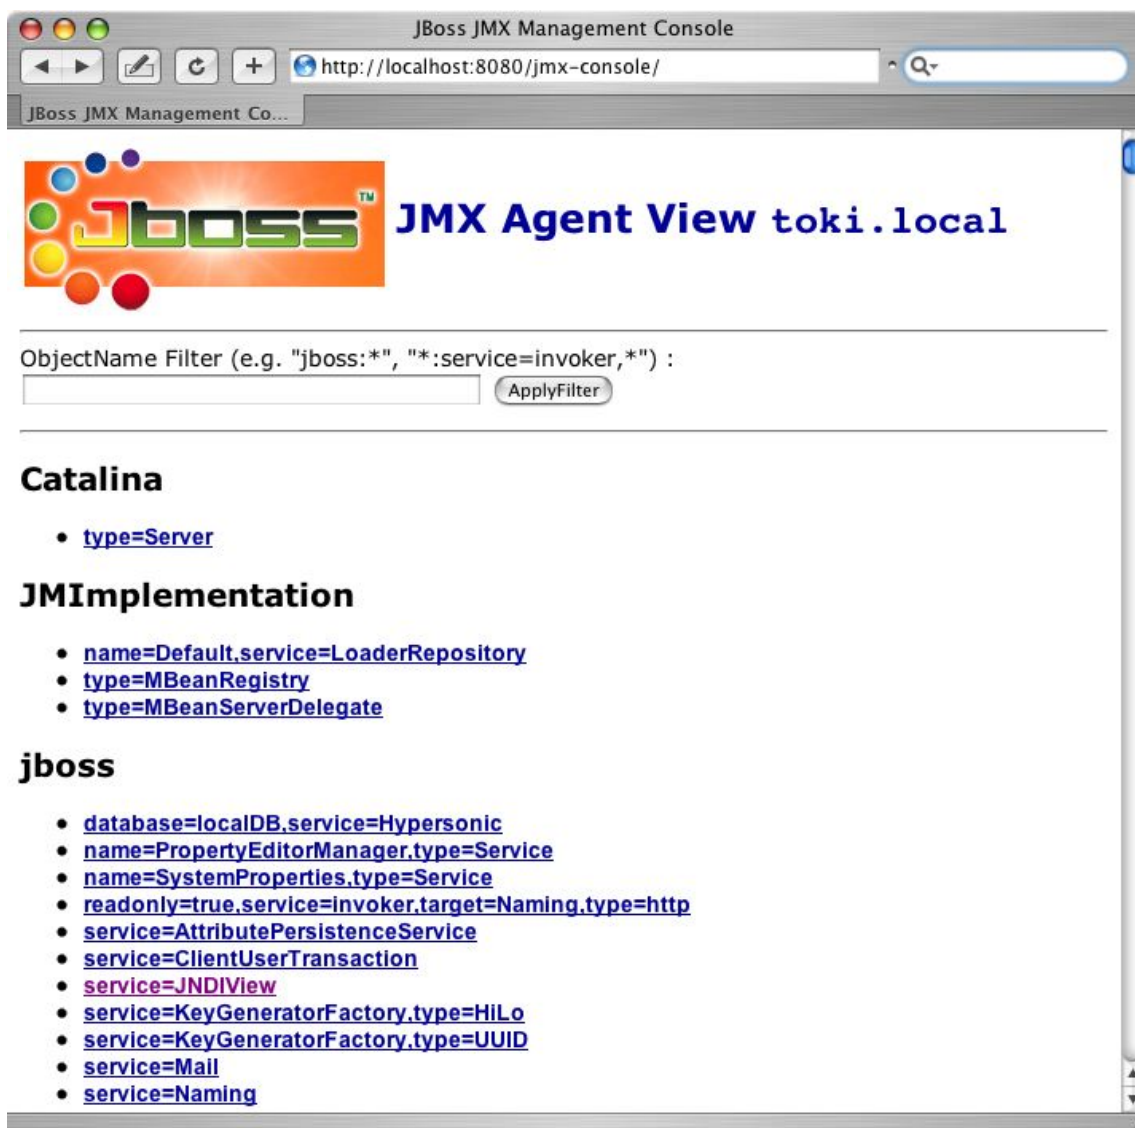 JBoss JMX Management Console
http://localhost:8080/jmx-console/
JBoss JMX Management Co...
Jboss TM
JMX Agent View toki.local
ObjectName Filter (e.g. "jboss:*", "*:service=invoker,*") :
ApplyFilter
Catalina
type=Server
JMImplementation
name=Default,service=LoaderRepository
type=MBeanRegistry
type=MBeanServerDelegate
jboss
database=localDB,service=Hypersonic
name=PropertyEditorManager,type=Service
name=SystemProperties,type=Service
readonly=true,service=invoker,target=Naming,type=http
service=AttributePersistenceService
service=ClientUserTransaction
service=JNDIView
service=KeyGeneratorFactory,type=HiLo
service=KeyGeneratorFactory,type=UUID
service=Mail
service=Naming